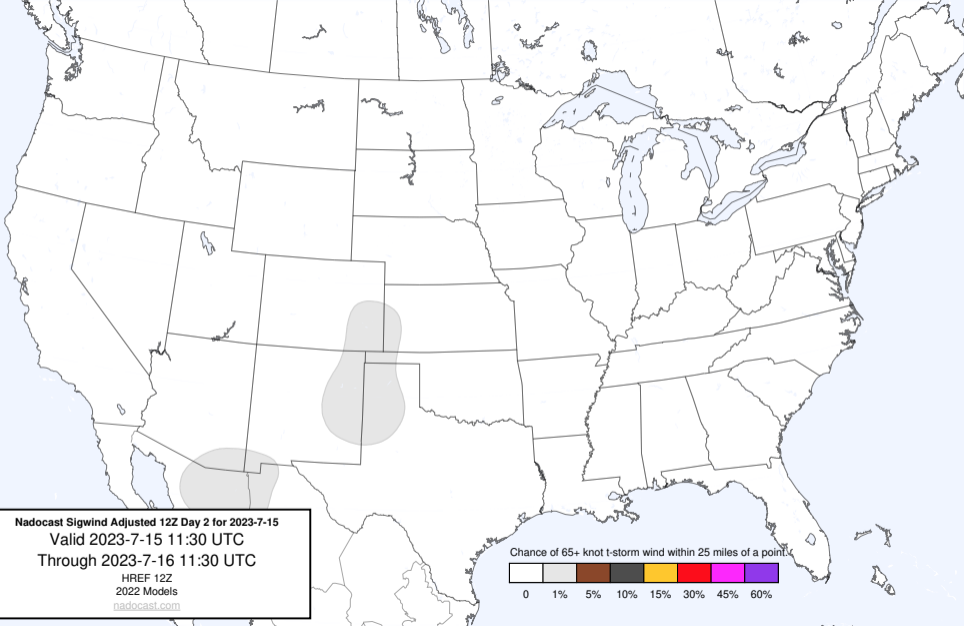 Nadocast Sigwind Adjusted 12Z Day 2 for 2023-7-15
Valid 2023-7-15 11:30 UTC
Through 2023-7-16 11:30 UTC
HREF 12Z
2022 Models
nadocast.com
Chance of 65+ knot t-storm wind within 25 miles of a point.
0 1% 5% 10% 15% 30% 45% 60%